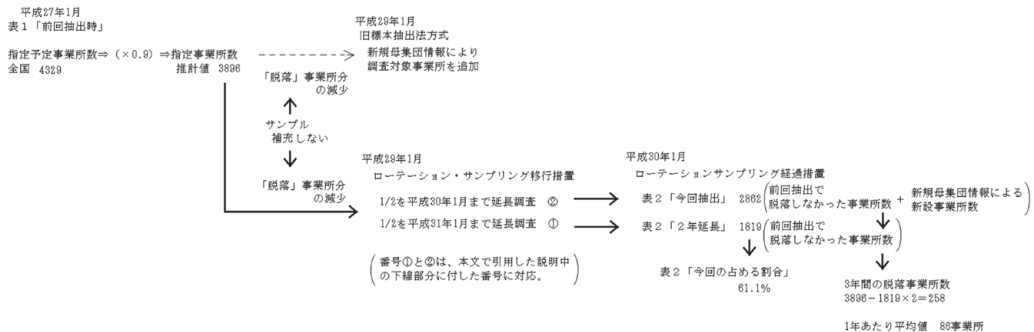 平成27年1月
表1「前回抽出時」
指定予定事業所数⇒（×0.9）⇒指定事業所数
全国　4329　推計値　3896
平成29年1月
旧標本抽出法方式
新規母集団情報により
調査対象事業所を追加
「脱落」事業所分
の減少
サンプル
補充しない
「脱落」事業所分
の減少
平成29年1月
ローテーション・サンプリング移行措置
1/2を平成30年1月まで延長調査　②
1/2を平成31年1月まで延長調査　①
（番号①と②は、本文で引用した説明中
の下線部分に付した番号に対応。）
平成30年1月
ローテーションサンプリング経過措置
表2「今回抽出」　2862（前回抽出で
脱落しなかった事業所数＋新規母集団情報による
新設事業所数）
表2「2年延長」　1819（前回抽出で
脱落しなかった事業所数）
表2「今回の占める割合」
61.1%
3年間の脱落事業所数
3896－1819×2＝258
1年あたり平均値　86事業所